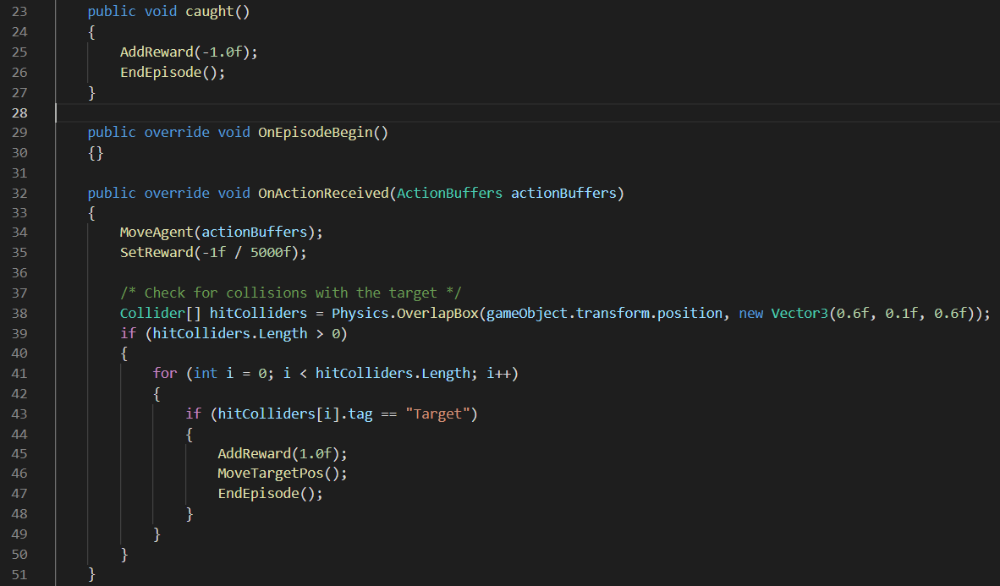 23 public void caught()
24 {
25 AddReward(-1.0f);
26 EndEpisode();
27 }
28
29 public override void OnEpisodeBegin()
30 {}
31
32 public override void OnActionReceived(ActionBuffers actionBuffers)
33 {
34 MoveAgent(actionBuffers);
35 SetReward(-1f / 5000f);
36
37 /* Check for collisions with the target */
38 Collider[] hitColliders = Physics.OverlapBox(gameObject.transform.position, new Vector3(0.6f, 0.1f, 0.6f));
39 if (hitColliders.Length > 0)
40 {
41 for (int i = 0; i < hitColliders.Length; i++)
42 {
43 if (hitColliders[i].tag == "Target")
44 {
45 AddReward(1.0f);
46 MoveTargetPos();
47 EndEpisode();
48 }
49 }
50 }
51 }